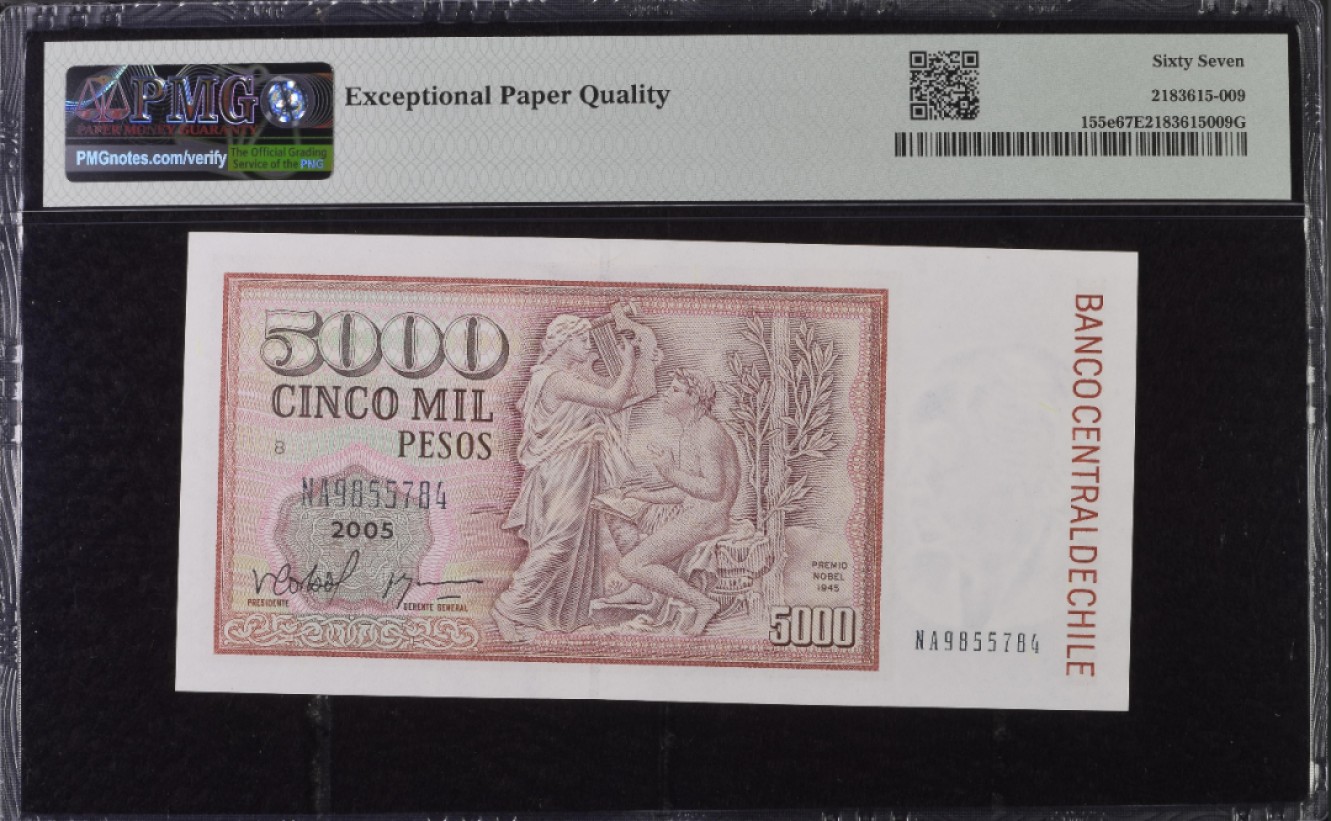 PMG
PAPER MONEY GUARANTY
PMGnotes.com/verify
The Official Grading
Service of the PNG
Exceptional Paper Quality
Sixty Seven
2183615-009
155e67E2183615009G
5000
CINCO MIL
PESOS
8
NA9855784
2005
PRESIDENTE
GERENTE GENERAL
PREMIO
NOBEL
1945
5000
NA9855784
BANCO CENTRAL DE CHILE